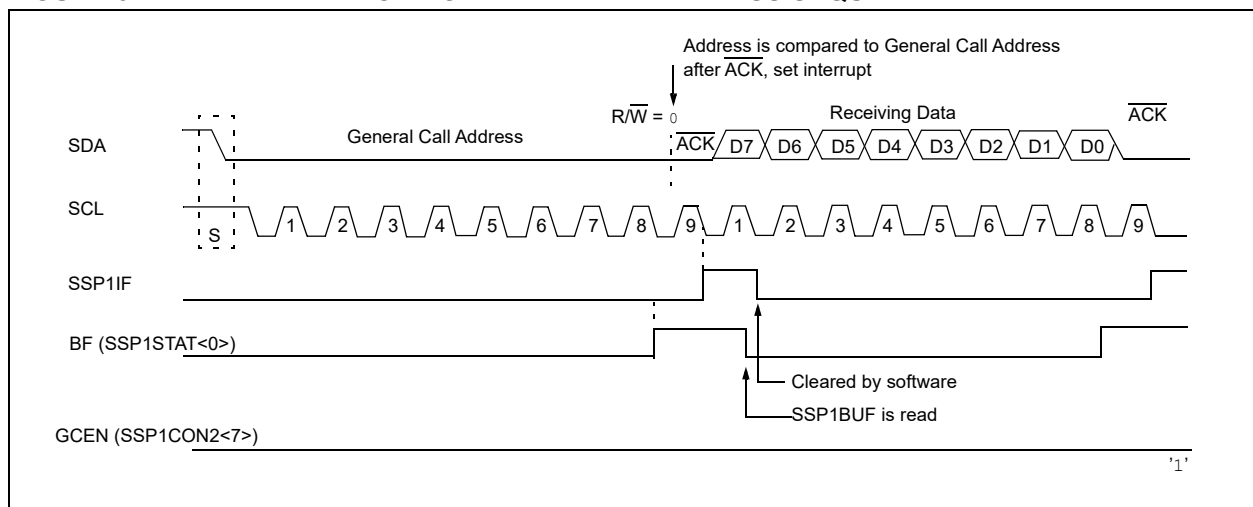 Address is compared to General Call Address
after ACK, set interrupt
R/W = 0
Receiving Data
ACK
General Call Address
SDA
ACK D7 D6 D5 D4 D3 D2 D1 D0
SCL
S
1 2 3 4 5 6 7 8 9 1 2 3 4 5 6 7 8 9
SSP1IF
BF (SSP1STAT<0>)
Cleared by software
SSP1BUF is read
GCEN (SSP1CON2<7>)
'1'